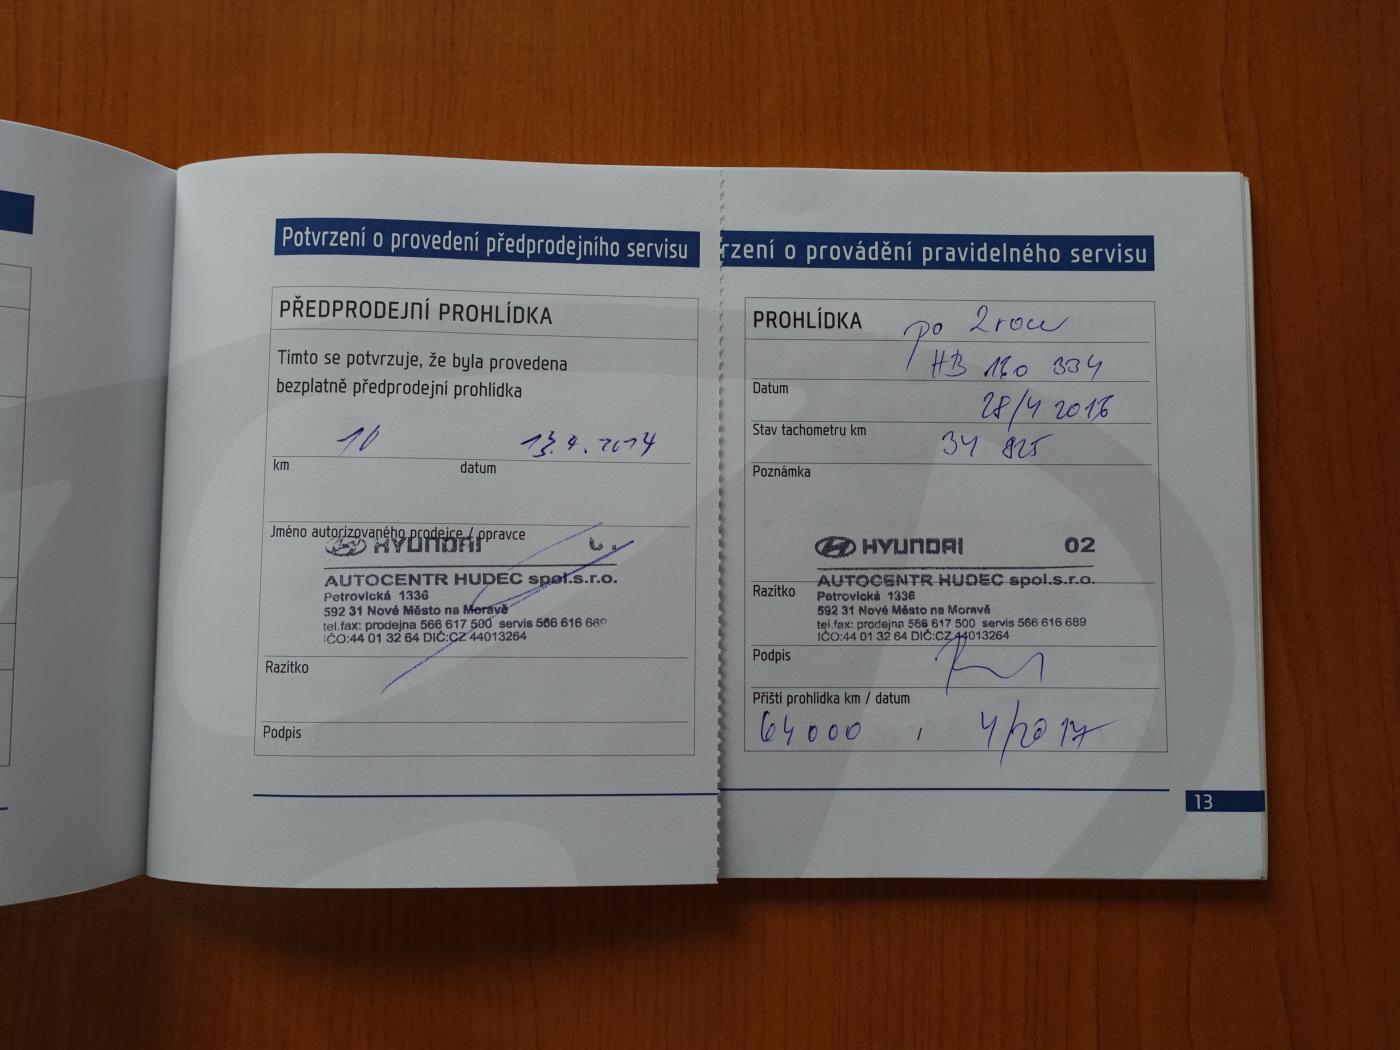 Potvrzení o provedení předprodejního servisu
PŘEDPRODEJNÍ PROHLÍDKA
Tímto se potvrzuje, že byla provedena
bezplatně předprodejní prohlídka
10 13.4.2014
km datum
Jméno autorizovaného prodejce / opravce
HYUNDAI
AUTOCENTR HUDEC spol.s.r.o.
Petrovická 1336
592 31 Nové Město na Moravě
tel.fax: prodejna 566 617 500 servis 566 616 689
IČO:44 01 32 64 DIČ:CZ 44013264
Razítko
Podpis
rzení o provádění pravidelného servisu
PROHLÍDKA po 2 roce
HB 160 334
Datum 28/4 2016
Stav tachometru km 34 825
Poznámka
HYUNDAI 02
AUTOCENTR HUDEC spol.s.r.o.
Razítko
Petrovická 1336
592 31 Nové Město na Moravě
tel.fax: prodejna 566 617 500 servis 566 616 689
IČO:44 01 32 64 DIČ:CZ 44013264
Podpis
Příští prohlídka km / datum
64000 , 4/2017
13